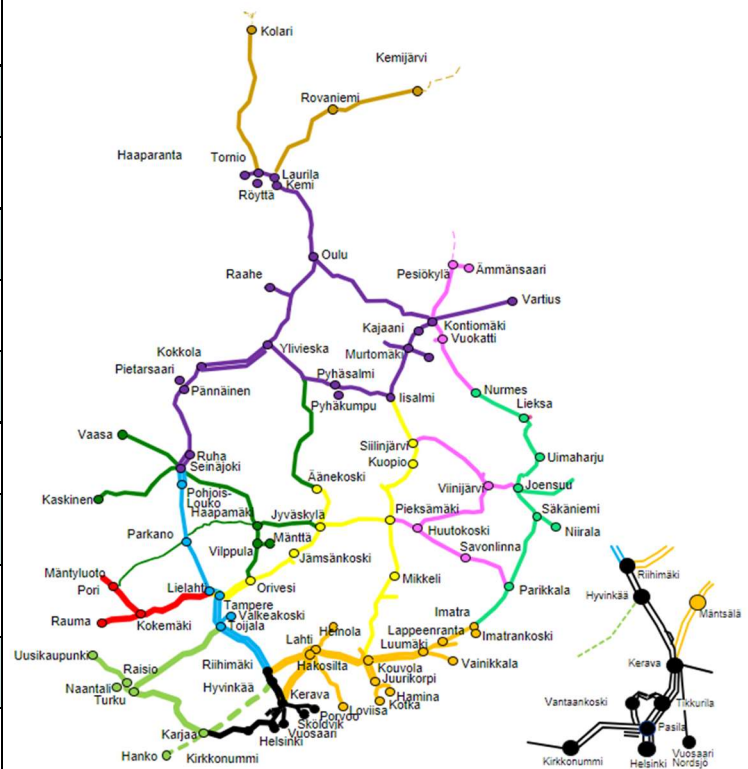 Kolari
Kemijärvi
Rovaniemi
Haaparanta
Tornio
Laurila
Kemi
Röyttä
Oulu
Raahe
Pesiökylä
Ämmänsaari
Vartius
Kajaani
Kontiomäki
Vuokatti
Murtomäki
Ylivieska
Kokkola
Pietarsaari
Pännäinen
Pyhäsalmi
Pyhäkumpu
Iisalmi
Nurmes
Lieksa
Vaasa
Siilinjärvi
Kuopio
Uimaharju
Ruha
Seinäjoki
Pohjois-
Louko
Kaskinen
Haapamäki
Äänekoski
Jyväskylä
Viinijärvi
Joensuu
Pieksämäki
Huutokoski
Säkäniemi
Niirala
Parkano
Vilppula
Mänttä
Jämsänkoski
Savonlinna
Mäntyluoto
Pori
Lielahti
Orivesi
Mikkeli
Parikkala
Rauma
Kokemäki
Tampere
Valkeakoski
Toijala
Imatra
Imatrankoski
Lappeenranta
Luumäki
Vainikkala
Uusikaupunki
Raisio
Naantali
Turku
Riihimäki
Hyvinkää
Lahti
Heinola
Hakosilta
Kouvola
Juurikorpi
Hamina
Kotka
Loviisa
Kerava
Porvoo
Sköldvik
Vuosaari
Helsinki
Karjaa
Hanko
Kirkkonummi
Riihimäki
Hyvinkää
Mäntsälä
Kerava
Vantaankoski
Tikkurila
Pasila
Kirkkonummi
Helsinki
Vuosaari
Nordsjö